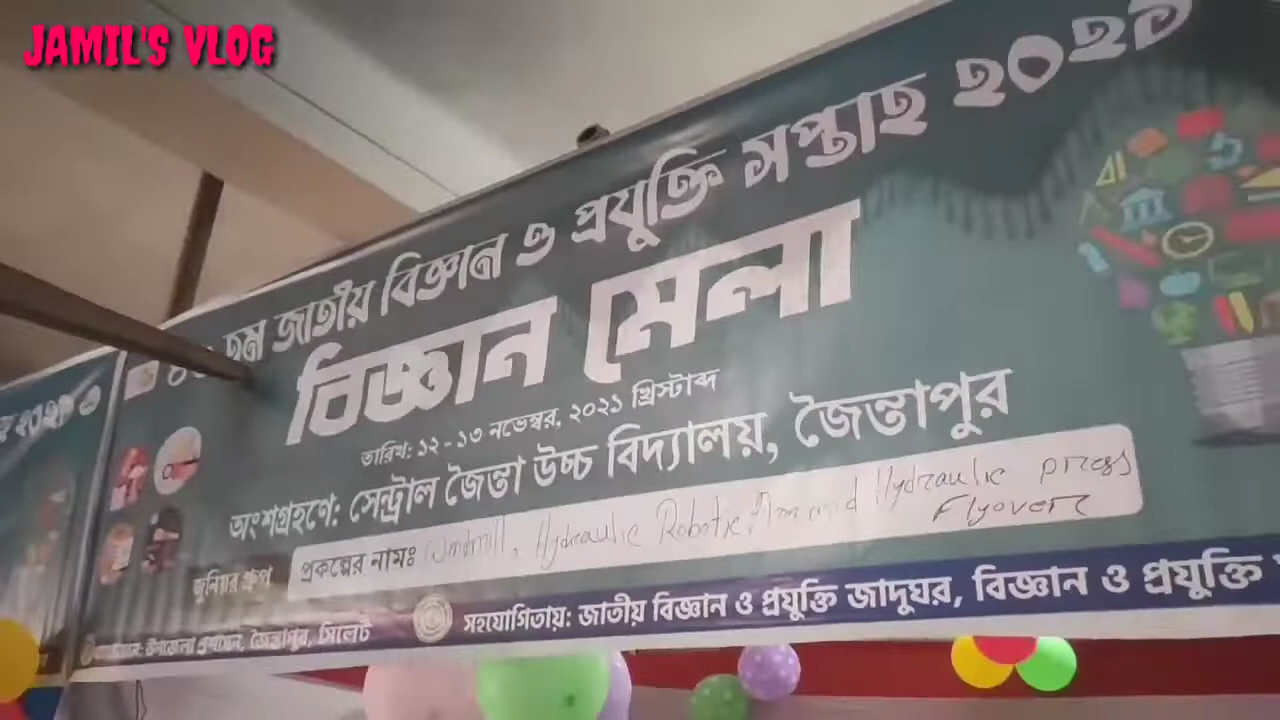 JAMIL'S VLOG
তম জাতীয় বিজ্ঞান ও প্রযুক্তি সপ্তাহ ২০২১
বিজ্ঞান মেলা
তারিখ: ১২ - ১৩ নভেম্বর, ২০২১ খ্রিস্টাব্দ
অংশগ্রহণে: সেন্ট্রাল জৈন্তা উচ্চ বিদ্যালয়, জৈন্তাপুর
জুনিয়র গ্রুপ
প্রকল্পের নামঃ Windmill, Hydraulic Robotic Arm and Hydraulic press
Flyover
উপজেলা প্রশাসন, জৈন্তাপুর, সিলেট
সহযোগিতায়: জাতীয় বিজ্ঞান ও প্রযুক্তি জাদুঘর, বিজ্ঞান ও প্রযুক্তি